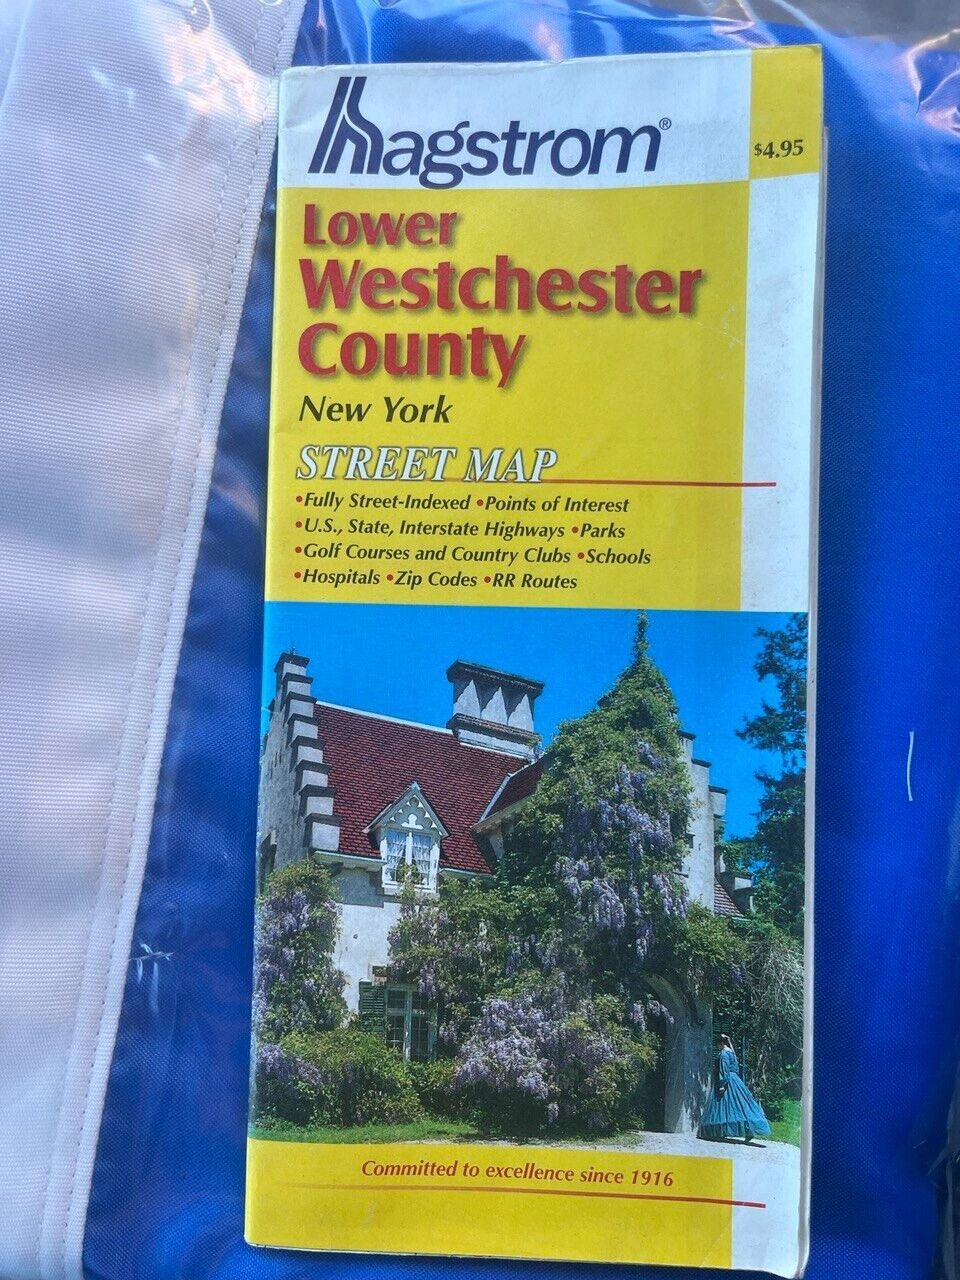 hagstrom®
$4.95
Lower
Westchester
County
New York
STREET MAP
•Fully Street-Indexed •Points of Interest
•U.S., State, Interstate Highways •Parks
•Golf Courses and Country Clubs •Schools
•Hospitals •Zip Codes •RR Routes
Committed to excellence since 1916